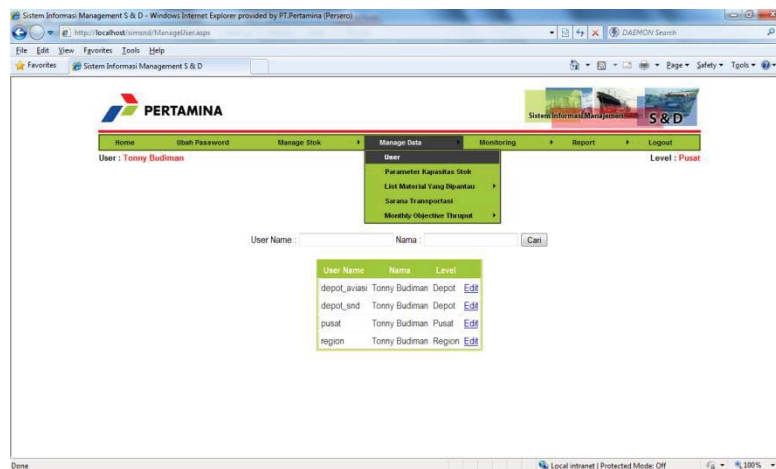 Sistem Informasi Management S & D - Windows Internet Explorer provided by PT.Pertamina (Persero)
http://localhost/simsnd/ManageUser.aspx
DAEMON Search
File Edit View Favorites Tools Help
Favorites Sistem Informasi Management S & D Page Safety Tools
PERTAMINA
Sistem Informasi Manajemen S & D
Home Ubah Password Manage Stok Manage Data Monitoring Report Logout
User : Tonny Budiman Level : Pusat
User
Parameter Kapasitas Stok
List Material Yang Dipantau
Sarana Transportasi
Monthly Objective Thruput
User Name : Nama : Cari
User Name Nama Level
depot_aviasi Tonny Budiman Depot Edit
depot_snd Tonny Budiman Depot Edit
pusat Tonny Budiman Pusat Edit
region Tonny Budiman Region Edit
Done Local intranet | Protected Mode: Off 100%